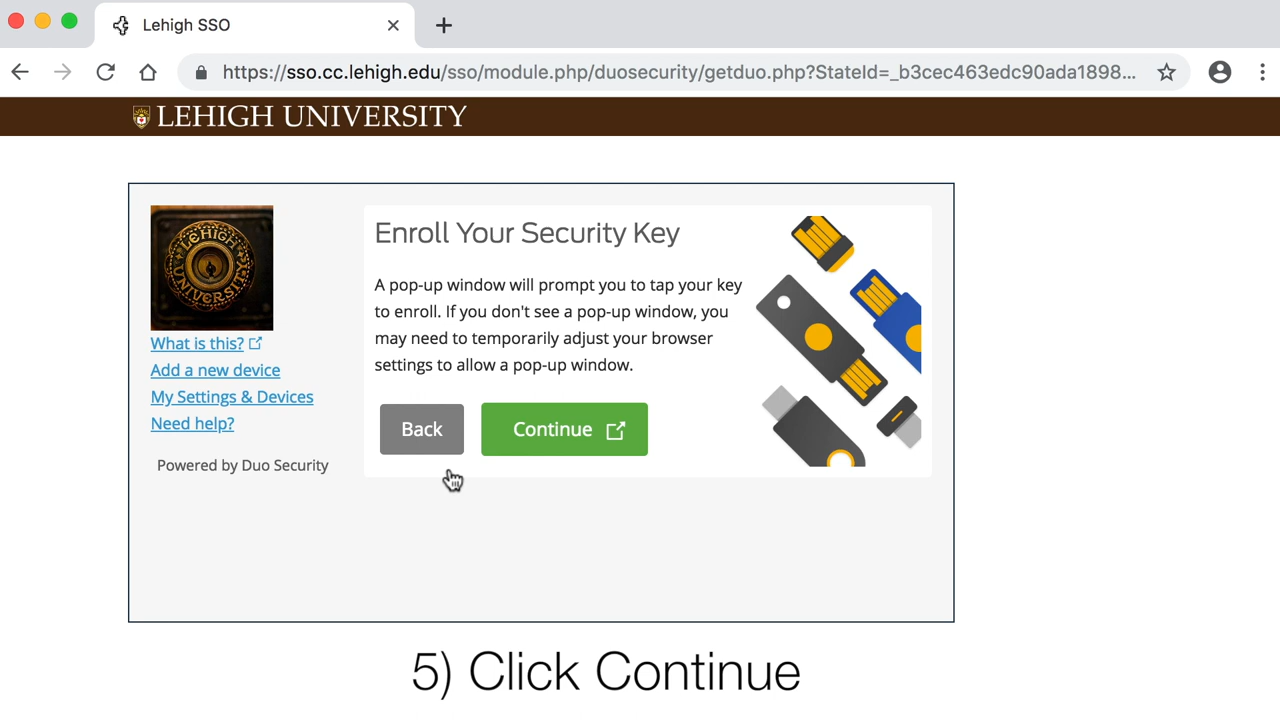 Lehigh SSO
https://sso.cc.lehigh.edu/sso/module.php/duosecurity/getduo.php?StateId=_b3cec463edc90ada1898...
LEHIGH UNIVERSITY
LEHIGH
UNIVERSITY
What is this?
Add a new device
My Settings & Devices
Need help?
Powered by Duo Security
Enroll Your Security Key
A pop-up window will prompt you to tap your key
to enroll. If you don't see a pop-up window, you
may need to temporarily adjust your browser
settings to allow a pop-up window.
Back
Continue
5) Click Continue